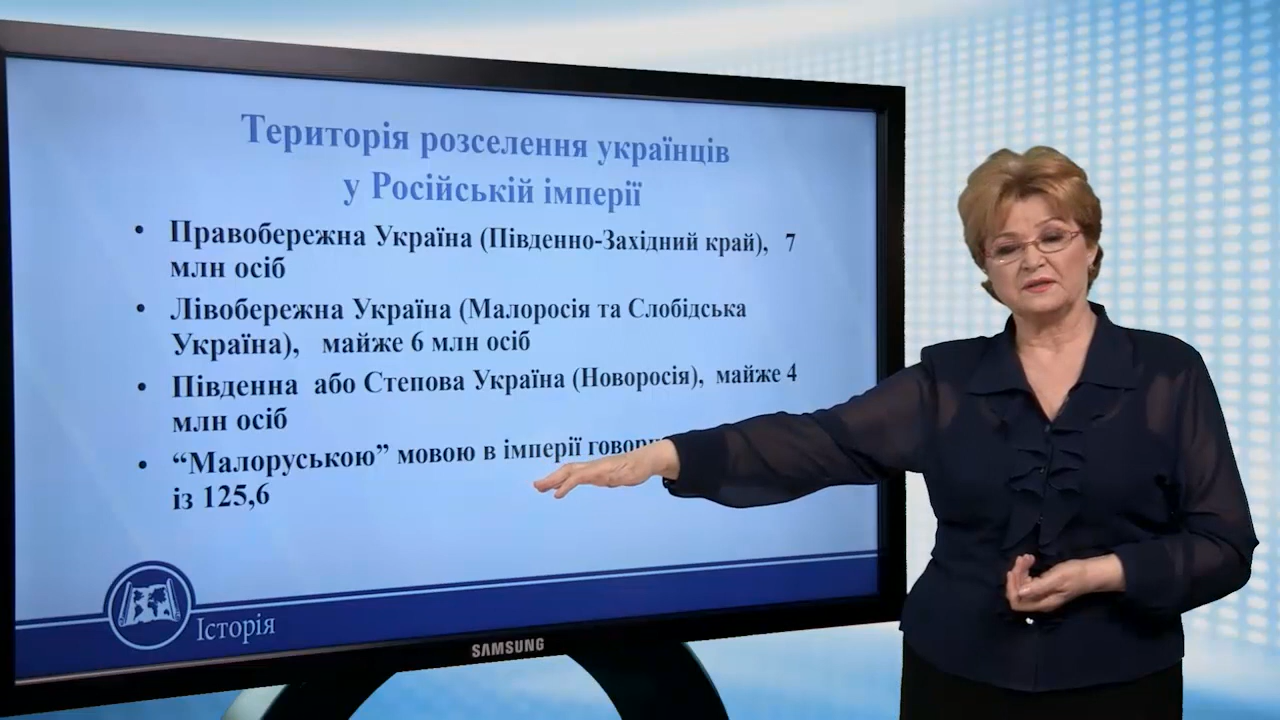 Територія розселення українців
у Російській імперії
• Правобережна Україна (Південно-Західний край), 7
млн осіб
• Лівобережна Україна (Малоросія та Слобідська
Україна), майже 6 млн осіб
• Південна або Степова Україна (Новоросія), майже 4
млн осіб
• “Малоруською” мовою в імперії
із 125,6
Історія
SAMSUNG